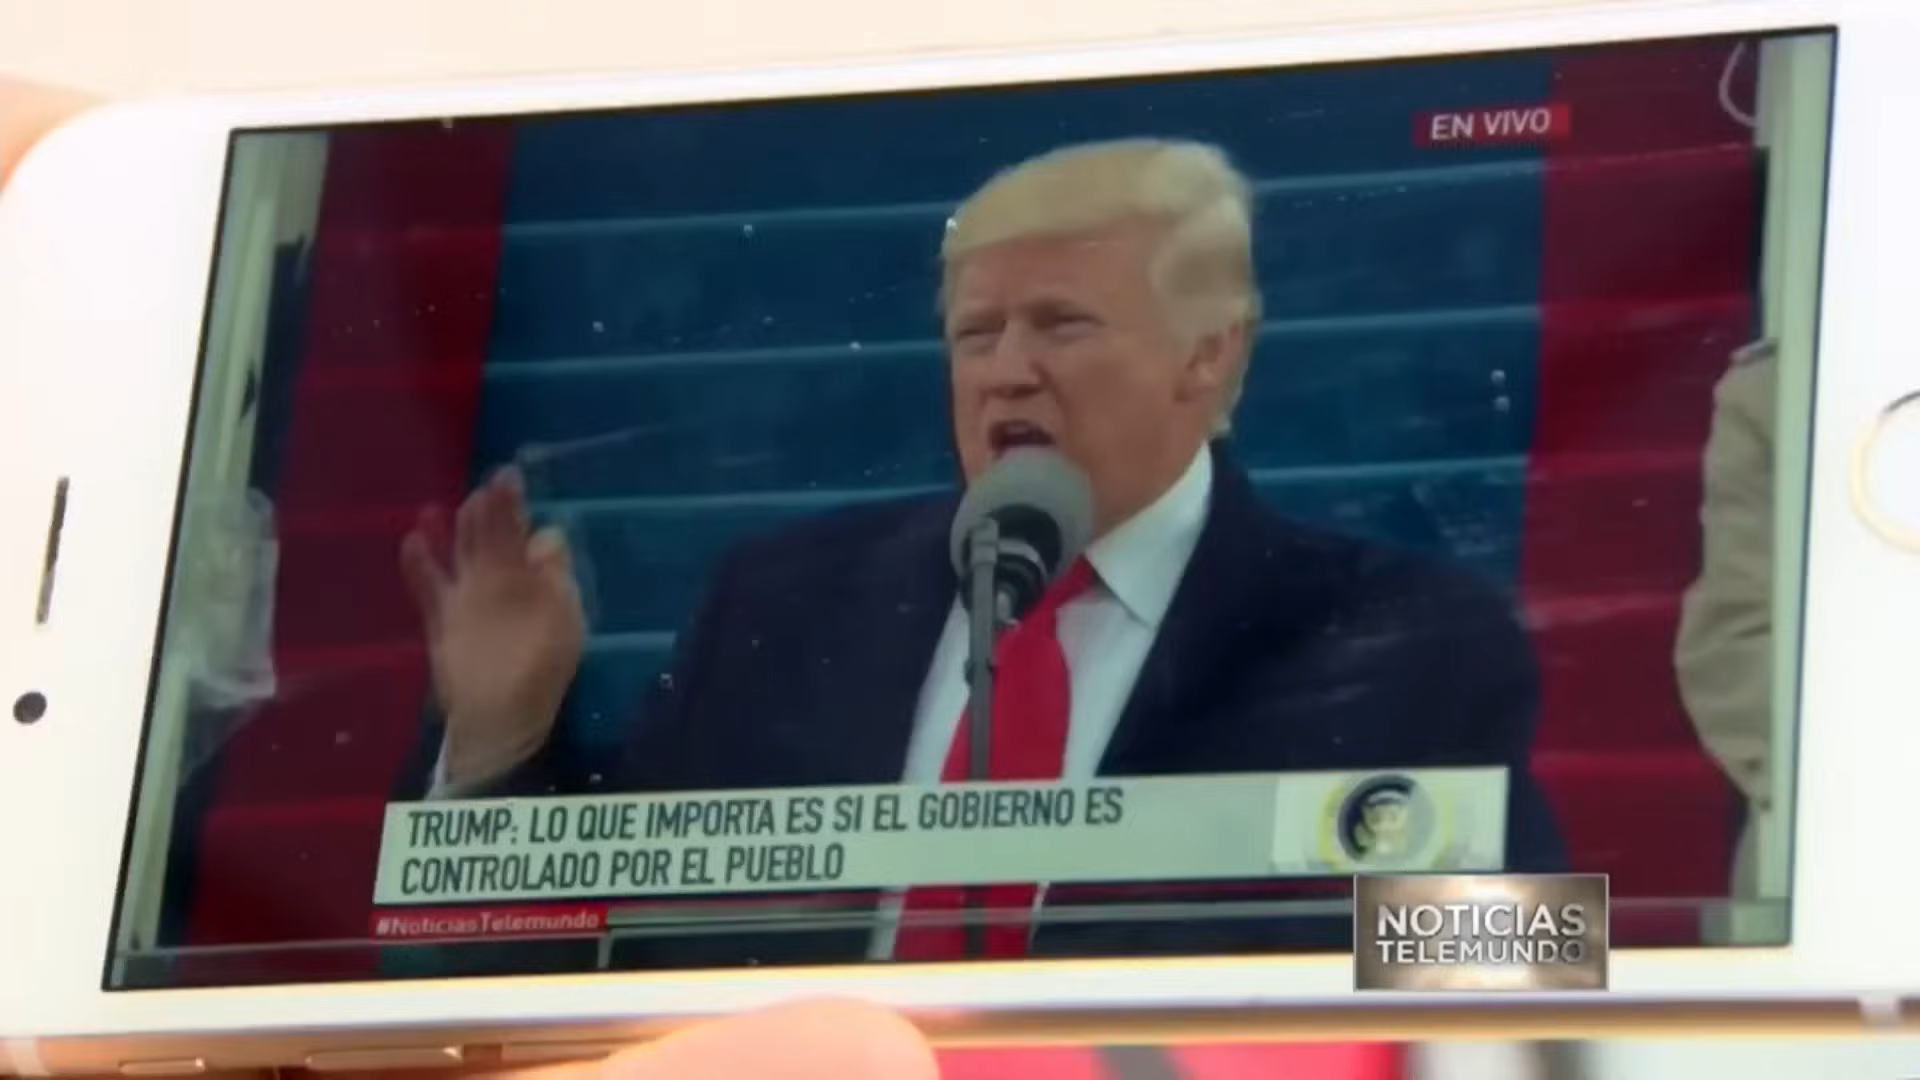 EN VIVO
TRUMP: LO QUE IMPORTA ES SI EL GOBIERNO ES
CONTROLADO POR EL PUEBLO
#NoticiasTelemundo
NOTICIAS
TELEMUNDO